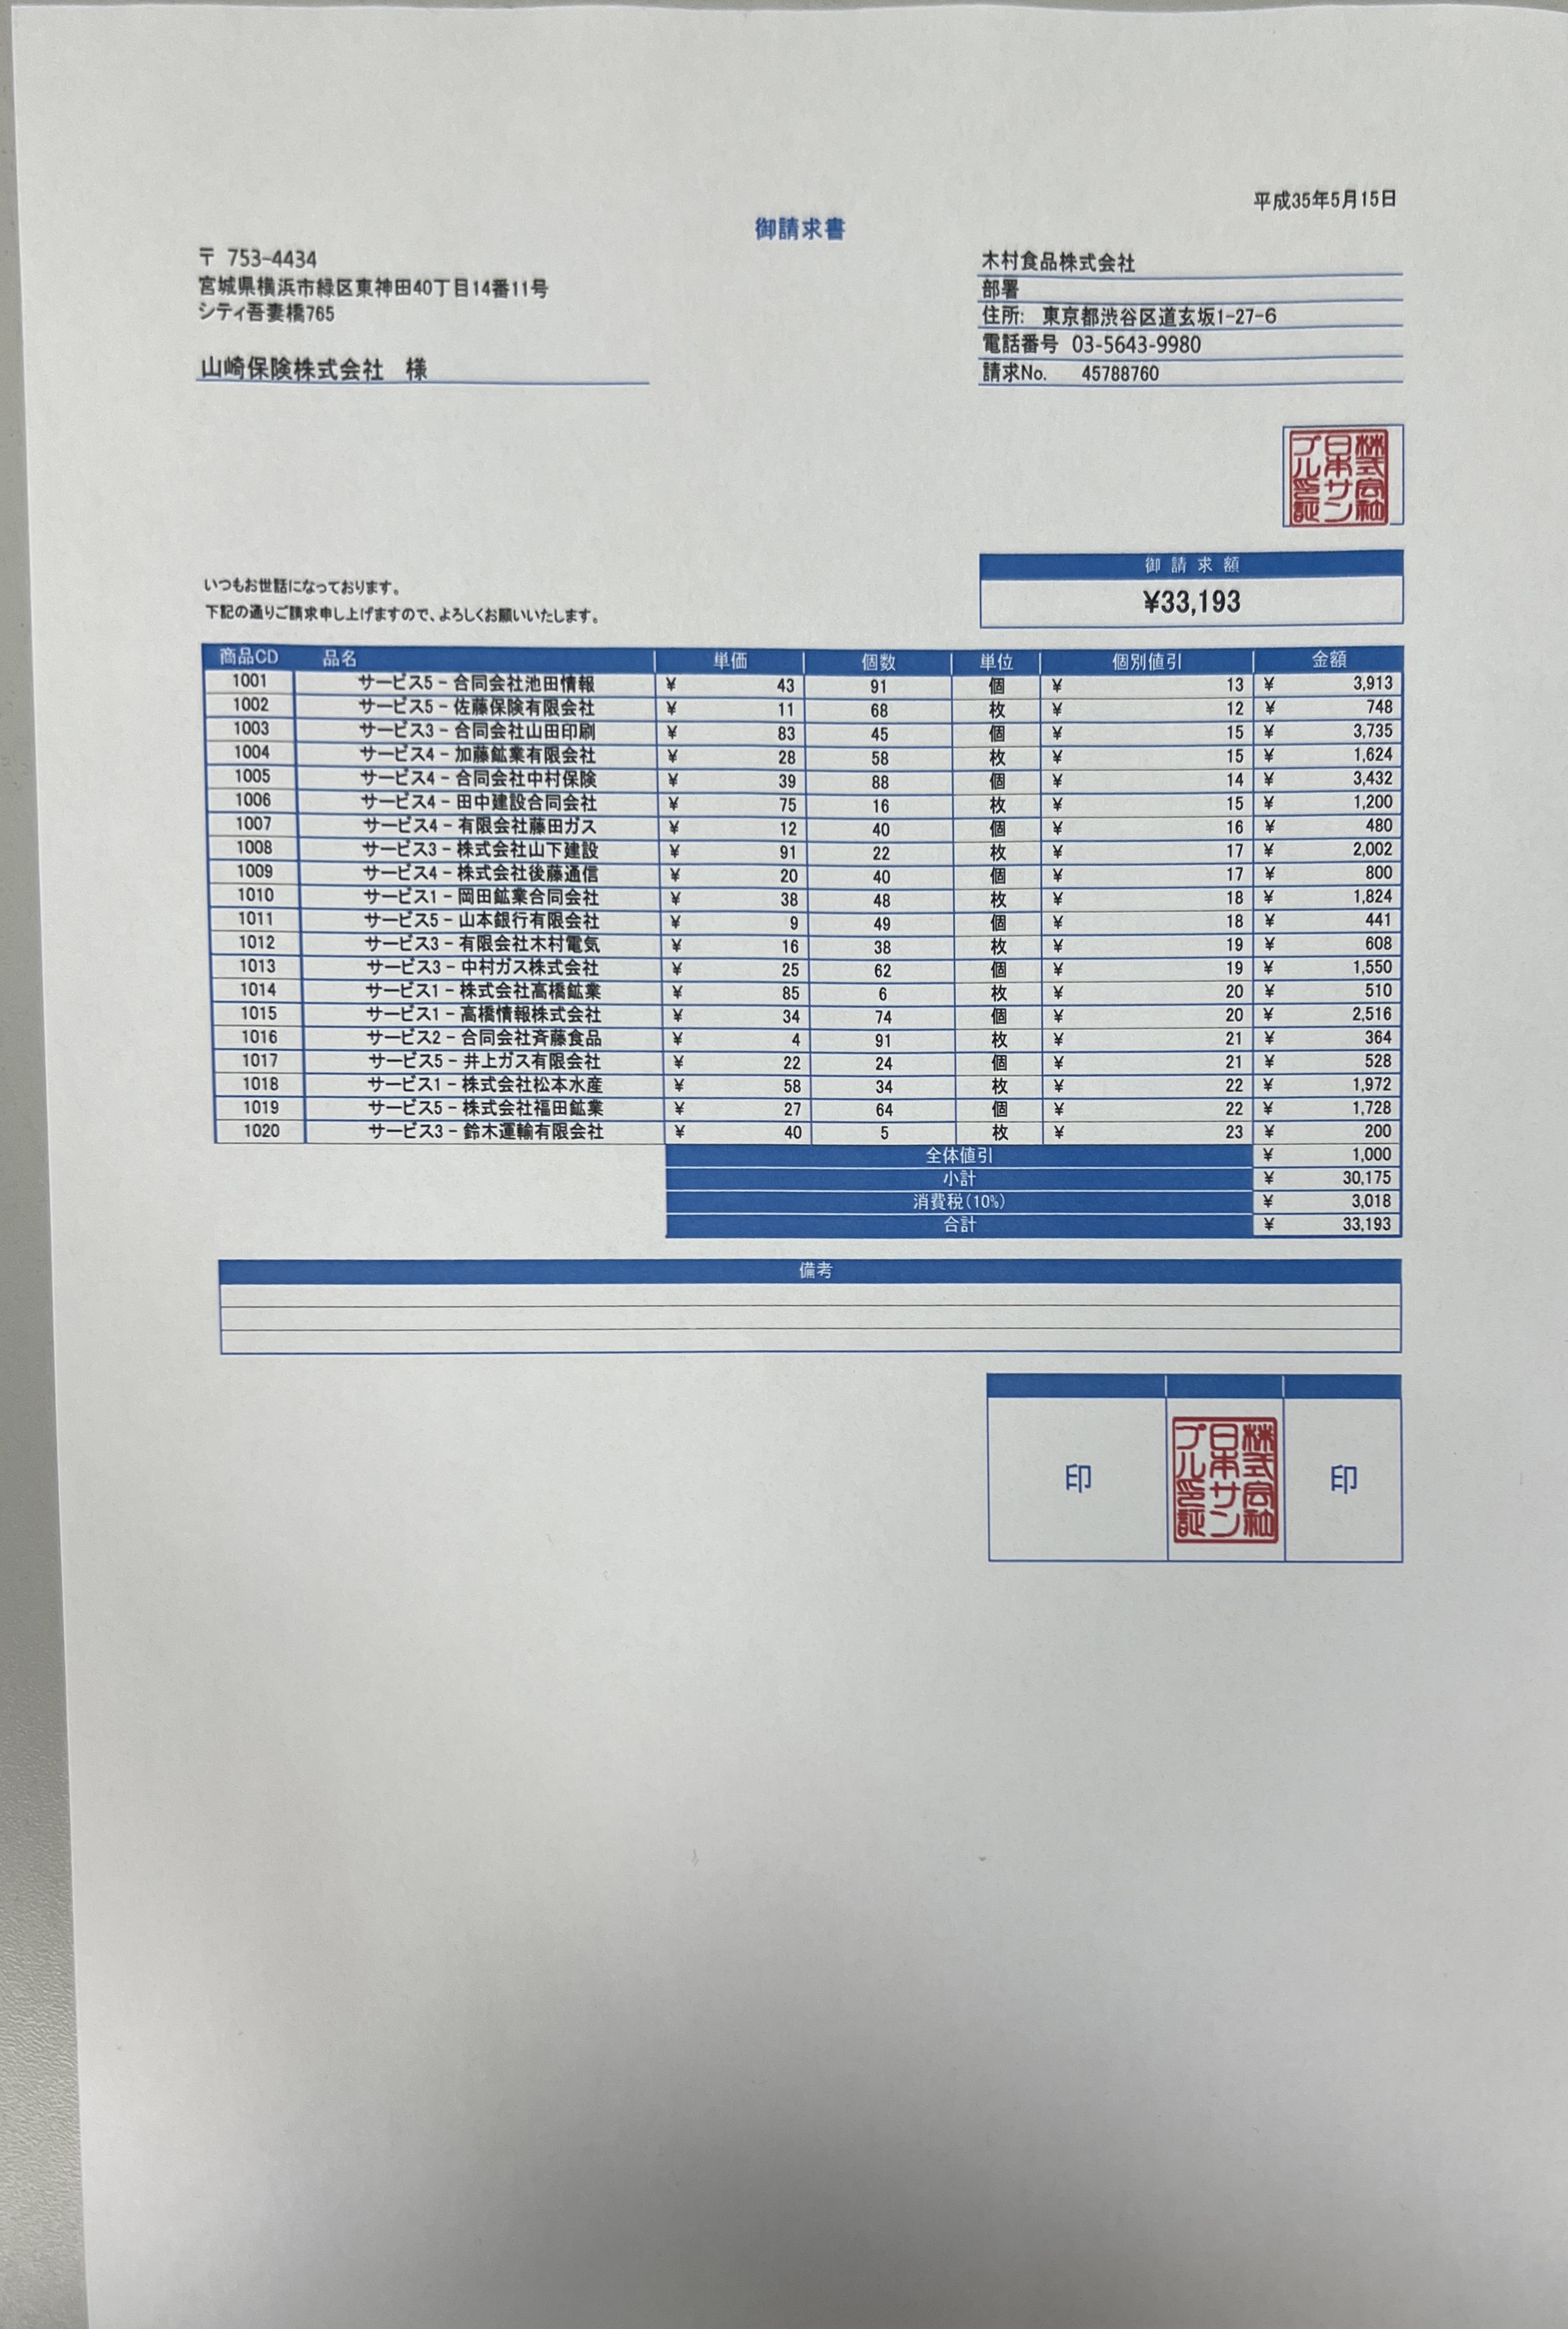 平成35年5月15日
御請求書
〒 753-4434
宮城県横浜市緑区東神田40丁目14番11号
シティ吾妻橋765
山崎保険株式会社　様
木村食品株式会社
部署
住所:　東京都渋谷区道玄坂1-27-6
電話番号 03-5643-9980
請求No.　45788760
株式会社
日本サン
プル印証
御 請 求 額
¥33,193
いつもお世話になっております。
下記の通りご請求申し上げますので、よろしくお願いいたします。
商品CD 品名 単価 個数 単位 個別値引 金額
1001 サービス5 - 合同会社池田情報 ¥ 43 91 個 ¥ 13 ¥ 3,913
1002 サービス5 - 佐藤保険有限会社 ¥ 11 68 枚 ¥ 12 ¥ 748
1003 サービス3 - 合同会社山田印刷 ¥ 83 45 個 ¥ 15 ¥ 3,735
1004 サービス4 - 加藤鉱業有限会社 ¥ 28 58 枚 ¥ 15 ¥ 1,624
1005 サービス4 - 合同会社中村保険 ¥ 39 88 個 ¥ 14 ¥ 3,432
1006 サービス4 - 田中建設合同会社 ¥ 75 16 枚 ¥ 15 ¥ 1,200
1007 サービス4 - 有限会社藤田ガス ¥ 12 40 個 ¥ 16 ¥ 480
1008 サービス3 - 株式会社山下建設 ¥ 91 22 枚 ¥ 17 ¥ 2,002
1009 サービス4 - 株式会社後藤通信 ¥ 20 40 個 ¥ 17 ¥ 800
1010 サービス1 - 岡田鉱業合同会社 ¥ 38 48 枚 ¥ 18 ¥ 1,824
1011 サービス5 - 山本銀行有限会社 ¥ 9 49 個 ¥ 18 ¥ 441
1012 サービス3 - 有限会社木村電気 ¥ 16 38 枚 ¥ 19 ¥ 608
1013 サービス3 - 中村ガス株式会社 ¥ 25 62 個 ¥ 19 ¥ 1,550
1014 サービス1 - 株式会社高橋鉱業 ¥ 85 6 枚 ¥ 20 ¥ 510
1015 サービス1 - 高橋情報株式会社 ¥ 34 74 個 ¥ 20 ¥ 2,516
1016 サービス2 - 合同会社斉藤食品 ¥ 4 91 枚 ¥ 21 ¥ 364
1017 サービス5 - 井上ガス有限会社 ¥ 22 24 個 ¥ 21 ¥ 528
1018 サービス1 - 株式会社松本水産 ¥ 58 34 枚 ¥ 22 ¥ 1,972
1019 サービス5 - 株式会社福田鉱業 ¥ 27 64 個 ¥ 22 ¥ 1,728
1020 サービス3 - 鈴木運輸有限会社 ¥ 40 5 枚 ¥ 23 ¥ 200
全体値引 ¥ 1,000
小計 ¥ 30,175
消費税(10%) ¥ 3,018
合計 ¥ 33,193
備考
印
株式会社
日本サン
プル印証
印